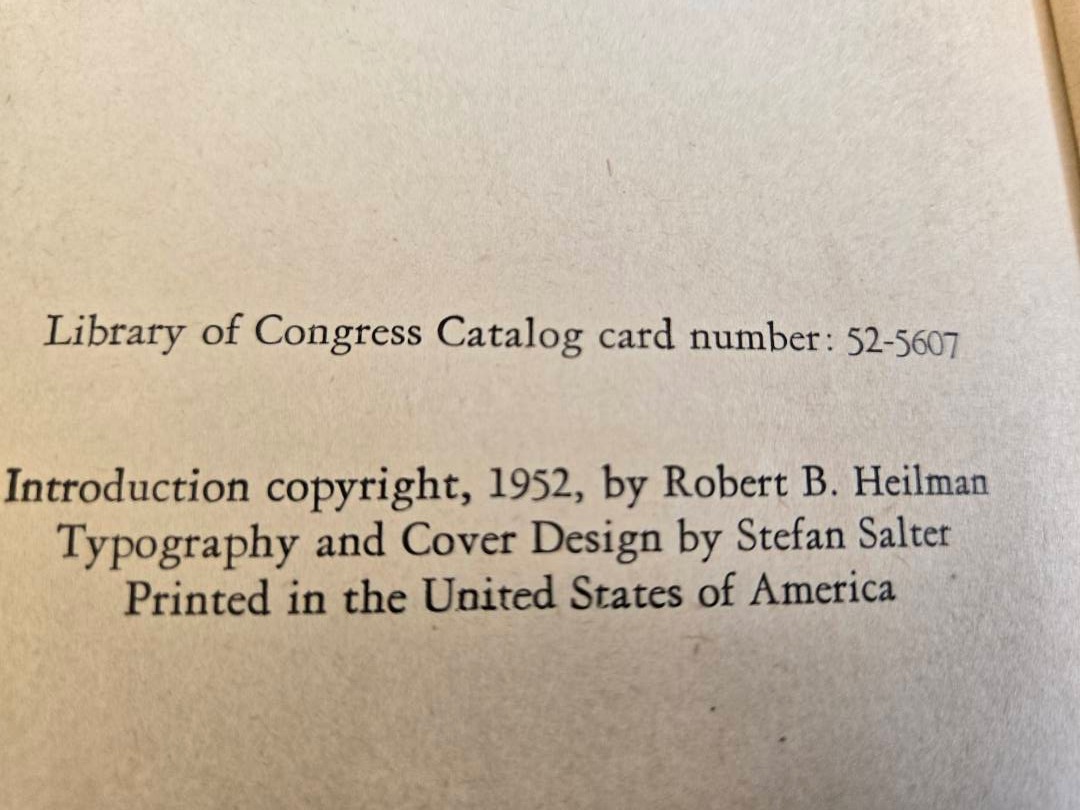 Library of Congress Catalog card number: 52-5607
Introduction copyright, 1952, by Robert B. Heilman
Typography and Cover Design by Stefan Salter
Printed in the United States of America